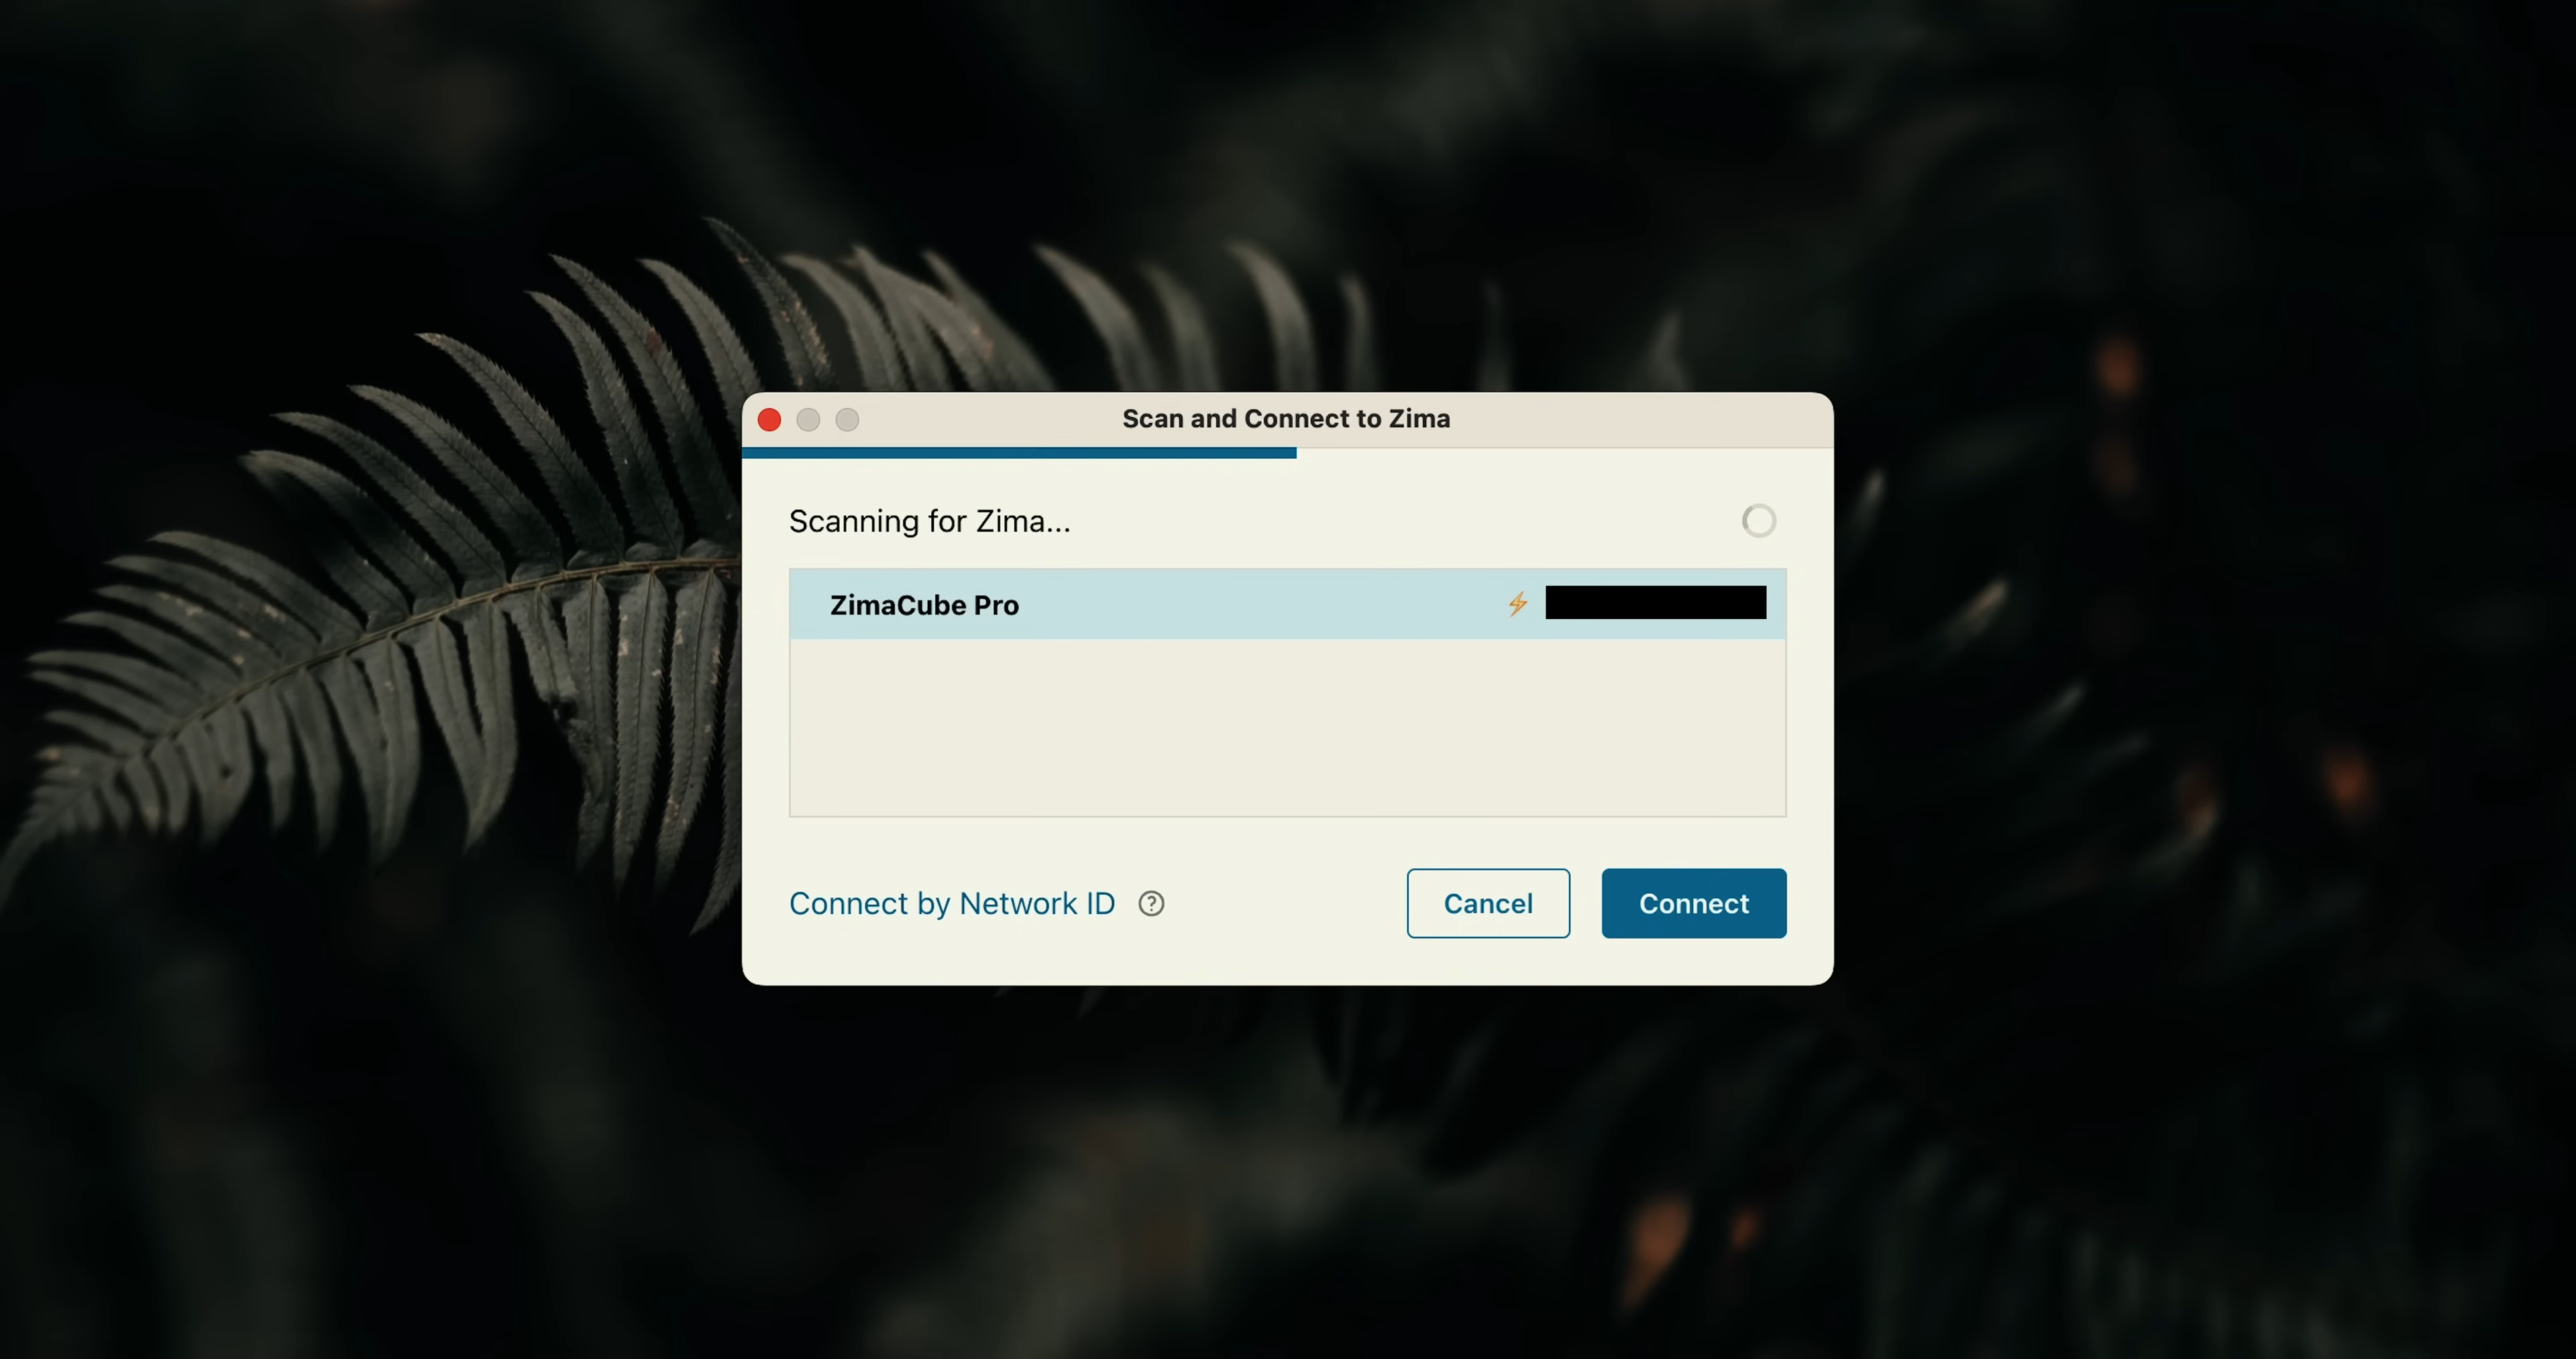 Scan and Connect to Zima
Scanning for Zima...
ZimaCube Pro
Connect by Network ID
Cancel
Connect